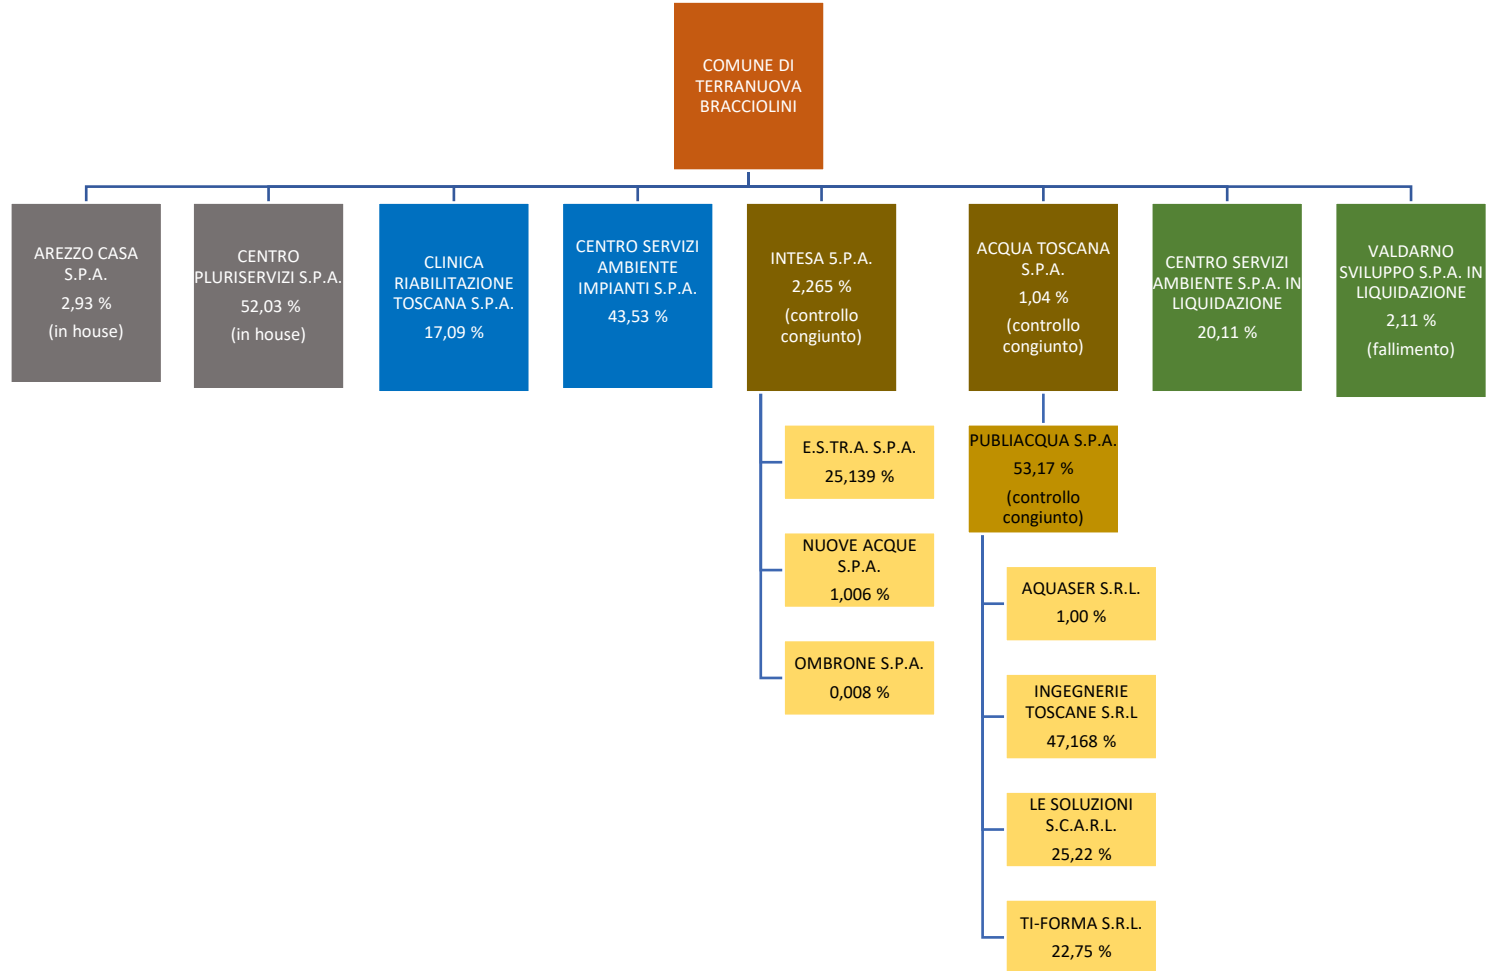 COMUNE DI
TERRANUOVA
BRACCIOLINI
AREZZO CASA
S.P.A.
2,93 %
(in house)
CENTRO
PLURISERVIZI S.P.A.
52,03 %
(in house)
CLINICA
RIABILITAZIONE
TOSCANA S.P.A.
17,09 %
CENTRO SERVIZI
AMBIENTE
IMPIANTI S.P.A.
43,53 %
INTESA 5.P.A.
2,265 %
(controllo
congiunto)
ACQUA TOSCANA
S.P.A.
1,04 %
(controllo
congiunto)
CENTRO SERVIZI
AMBIENTE S.P.A. IN
LIQUIDAZIONE
20,11 %
VALDARNO
SVILUPPO S.P.A. IN
LIQUIDAZIONE
2,11 %
(fallimento)
E.S.TR.A. S.P.A.
25,139 %
NUOVE ACQUE
S.P.A.
1,006 %
OMBRONE S.P.A.
0,008 %
PUBLIACQUA S.P.A.
53,17 %
(controllo
congiunto)
AQUASER S.R.L.
1,00 %
INGEGNERIE
TOSCANE S.R.L
47,168 %
LE SOLUZIONI
S.C.A.R.L.
25,22 %
TI-FORMA S.R.L.
22,75 %